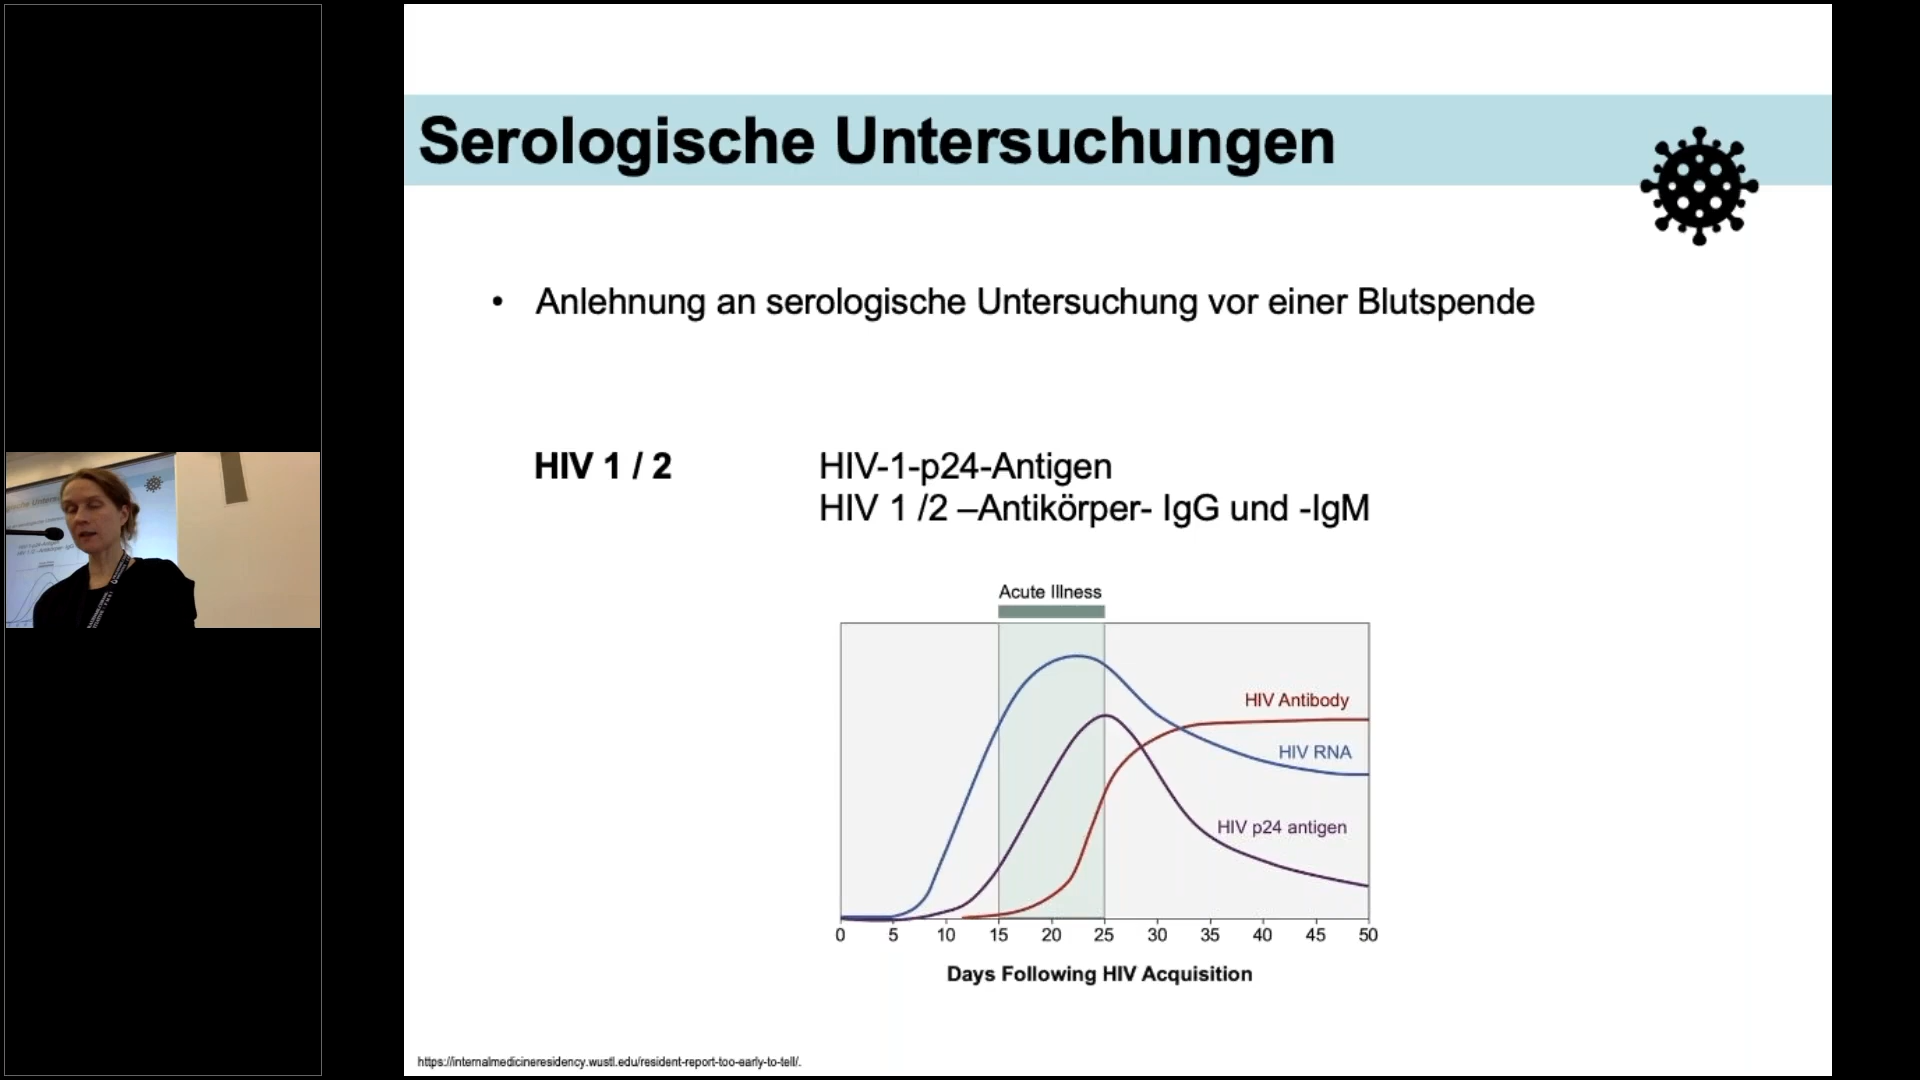 Serologische Untersuchungen
• Anlehnung an serologische Untersuchung vor einer Blutspende
HIV 1 / 2
HIV-1-p24-Antigen
HIV 1 /2 –Antikörper- IgG und -IgM
Acute Illness
HIV Antibody
HIV RNA
HIV p24 antigen
0 5 10 15 20 25 30 35 40 45 50
Days Following HIV Acquisition
https://internalmedicineresidency.wustl.edu/resident-report-too-early-to-tell/.